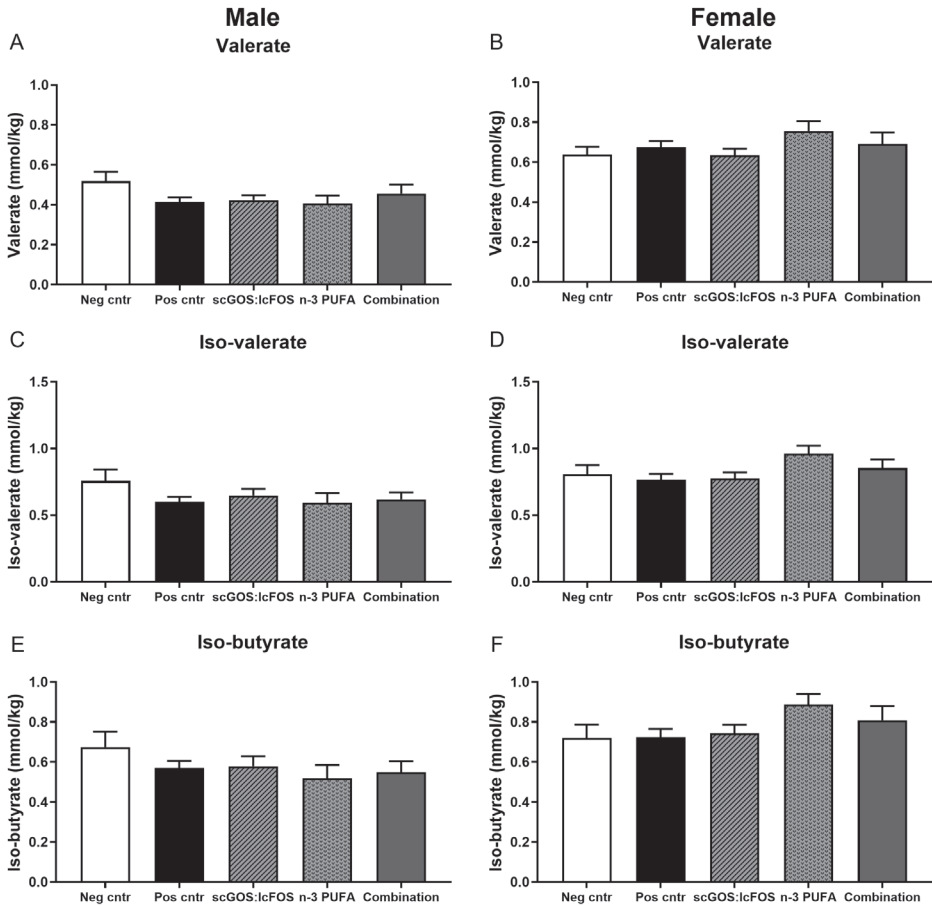 Male
Female
A
Valerate
B
Valerate
Valerate (mmol/kg)
1.0
0.8
0.6
0.4
0.2
0.0
Neg cntr Pos cntr scGOS:lcFOS n-3 PUFA Combination
Valerate (mmol/kg)
1.0
0.8
0.6
0.4
0.2
0.0
Neg cntr Pos cntr scGOS:lcFOS n-3 PUFA Combination
C
Iso-valerate
D
Iso-valerate
Iso-valerate (mmol/kg)
1.5
1.0
0.5
0.0
Neg cntr Pos cntr scGOS:lcFOS n-3 PUFA Combination
Iso-valerate (mmol/kg)
1.5
1.0
0.5
0.0
Neg cntr Pos cntr scGOS:lcFOS n-3 PUFA Combination
E
Iso-butyrate
F
Iso-butyrate
Iso-butyrate (mmol/kg)
1.0
0.8
0.6
0.4
0.2
0.0
Neg cntr Pos cntr scGOS:lcFOS n-3 PUFA Combination
Iso-butyrate (mmol/kg)
1.0
0.8
0.6
0.4
0.2
0.0
Neg cntr Pos cntr scGOS:lcFOS n-3 PUFA Combination